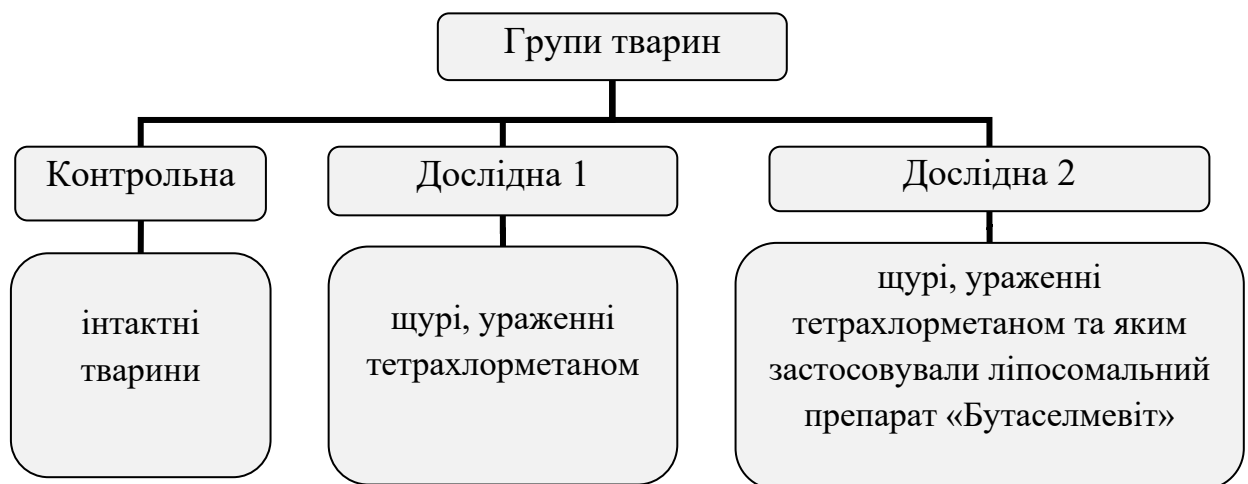 Групи тварин
Контрольна
Дослідна 1
Дослідна 2
інтактні
тварини
щурі, ураженні
тетрахлорметаном
щурі, ураженні
тетрахлорметаном та яким
застосовували ліпосомальний
препарат «Бутаселмевіт»